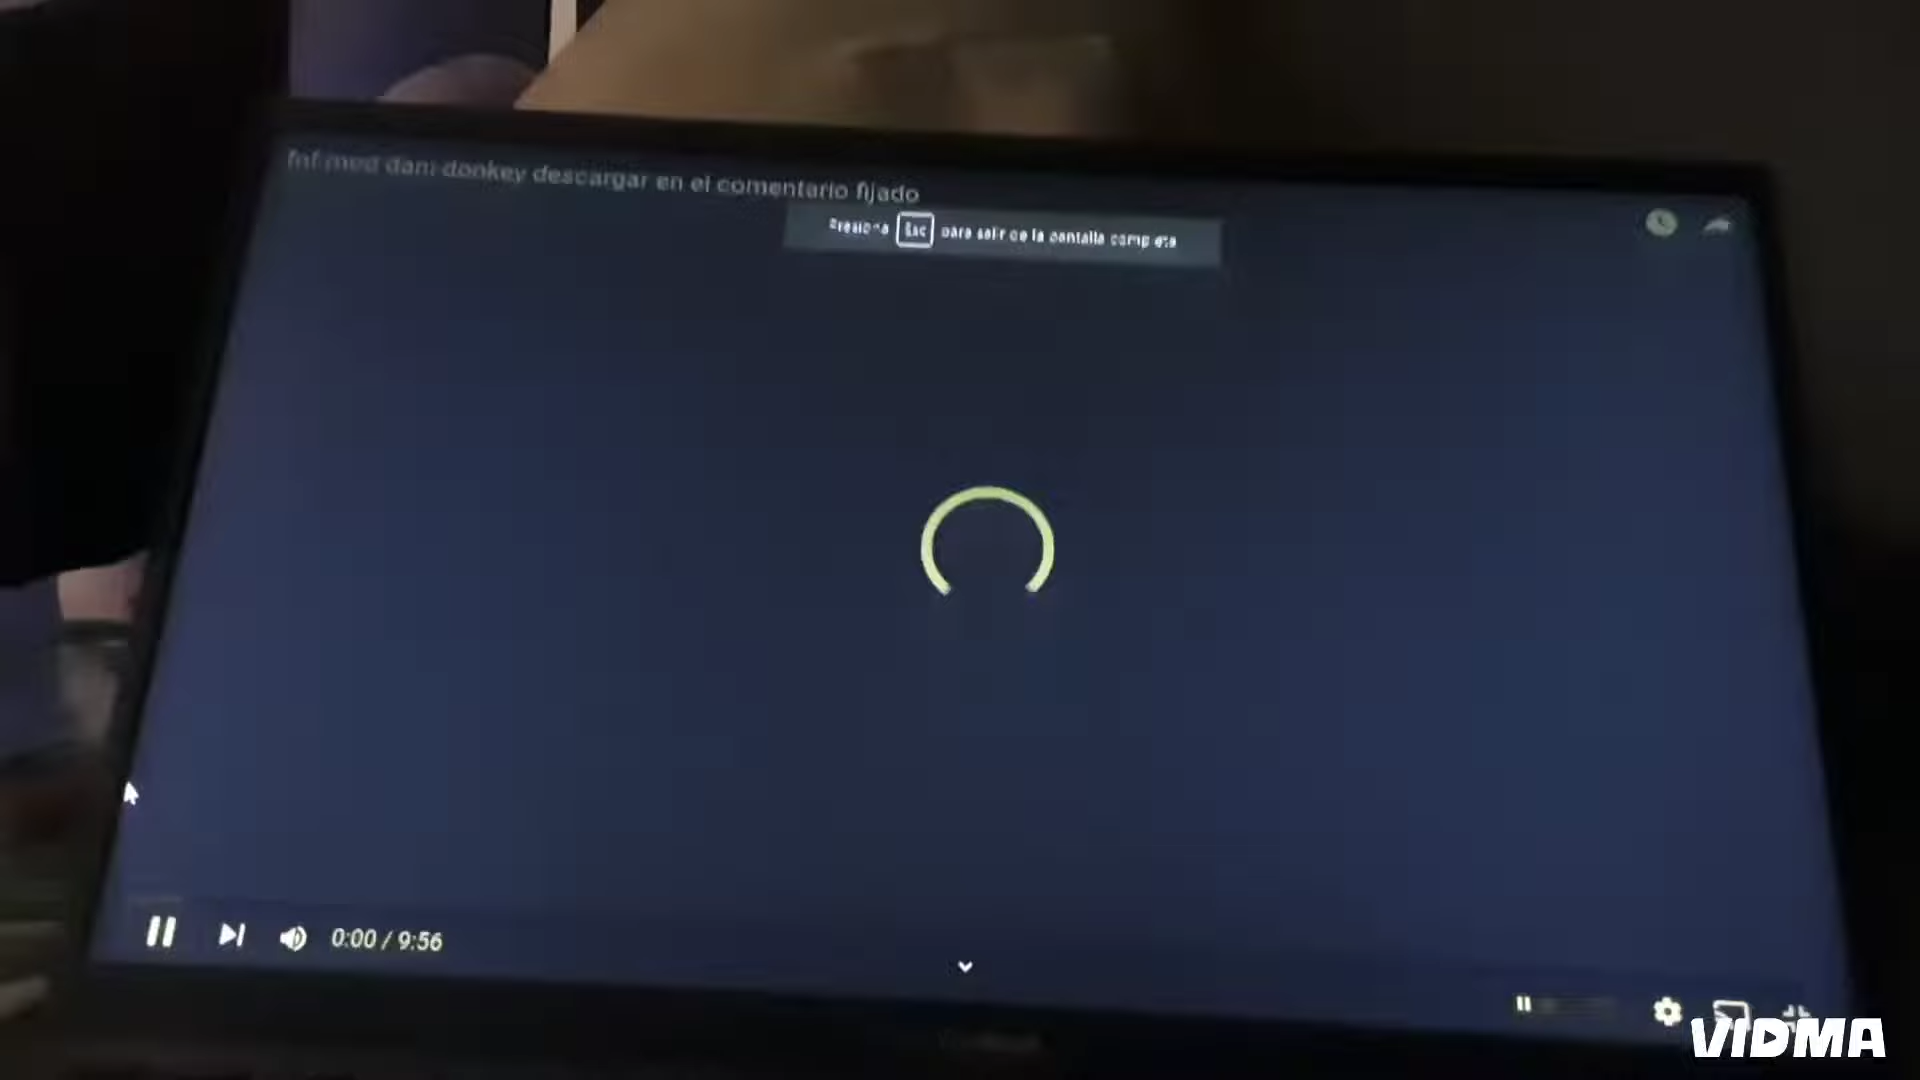 fnf mod dani donkey descargar en el comentario fijado
Presiona Esc para salir de la pantalla completa
0:00 / 9:56
VIDMA